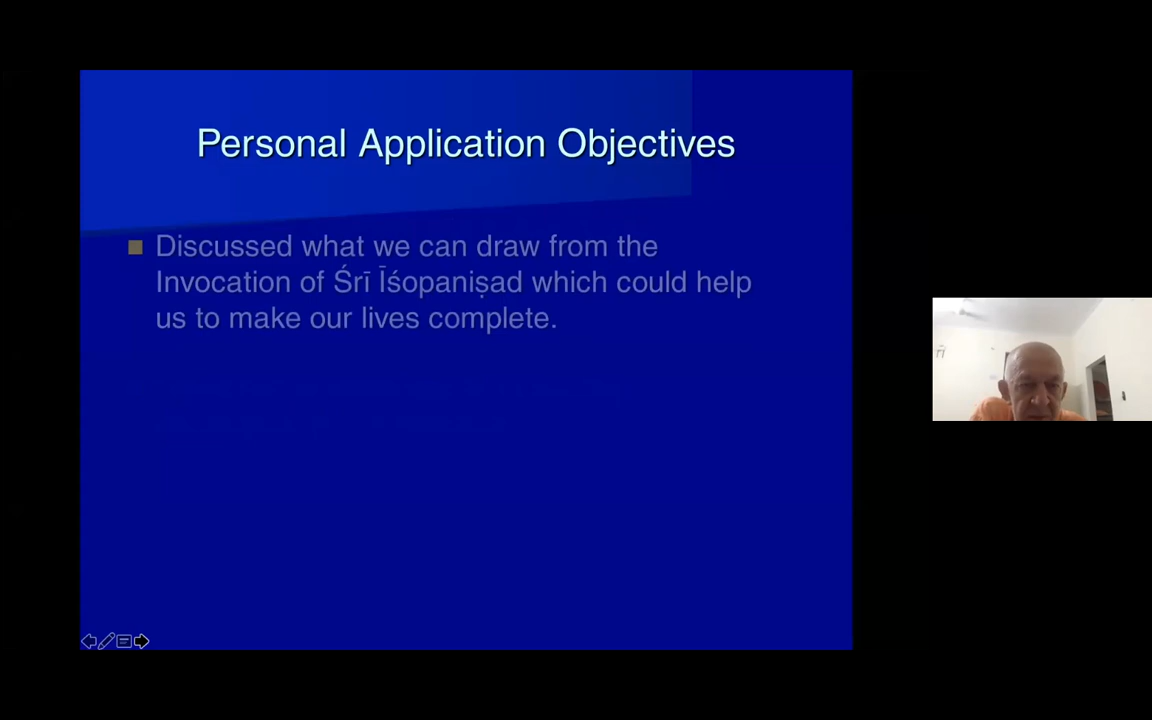 Personal Application Objectives
Discussed what we can draw from the
Invocation of Śrī Īśopaniṣad which could help
us to make our lives complete.